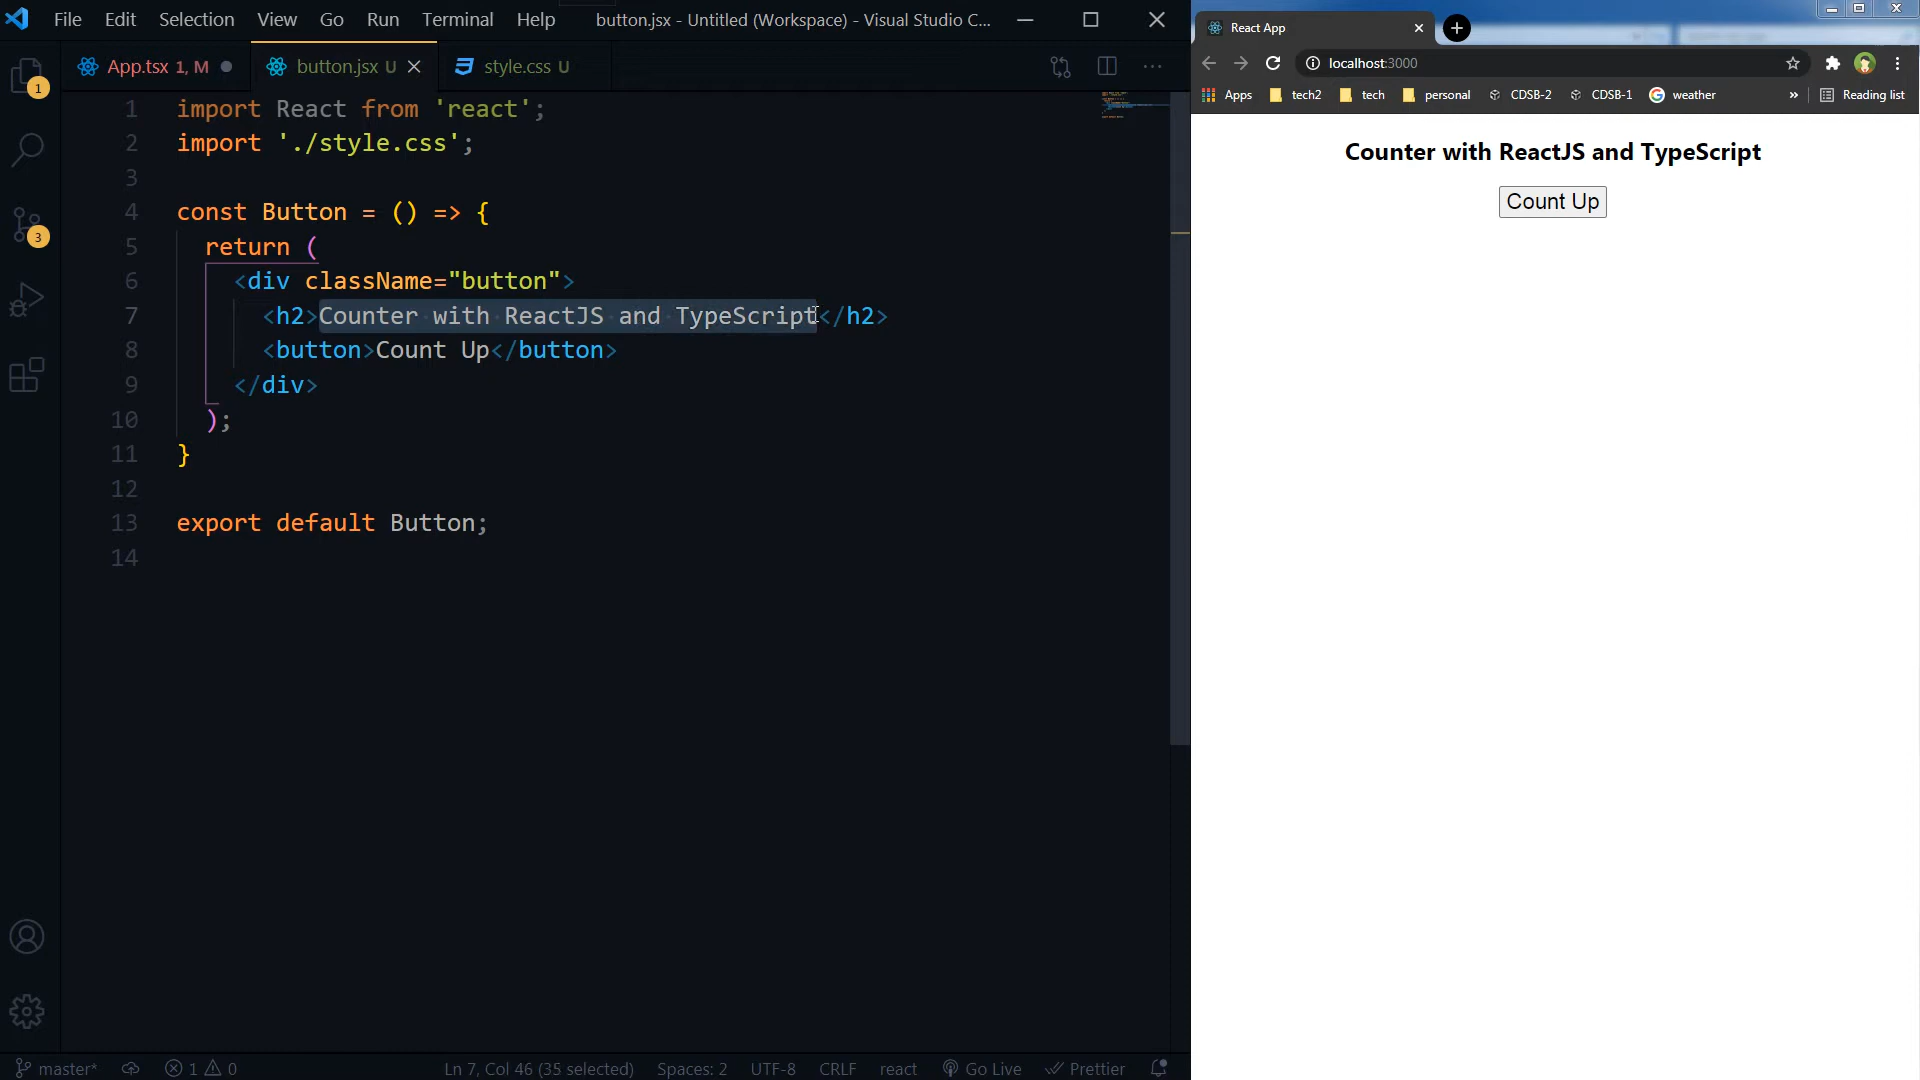 File Edit Selection View Go Run Terminal Help button.jsx - Untitled (Workspace) - Visual Studio C...
App.tsx 1, M button.jsx U style.css U
1 import React from 'react';
2 import './style.css';
3
4 const Button = () => {
5 return (
6 <div className="button">
7 <h2>Counter with ReactJS and TypeScript</h2>
8 <button>Count Up</button>
9 </div>
10 );
11 }
12
13 export default Button;
14
1
3
master* 1 0 Ln 7, Col 46 (35 selected) Spaces: 2 UTF-8 CRLF react Go Live Prettier
React App
localhost:3000
Apps tech2 tech personal CDSB-2 CDSB-1 weather » Reading list
Counter with ReactJS and TypeScript
Count Up